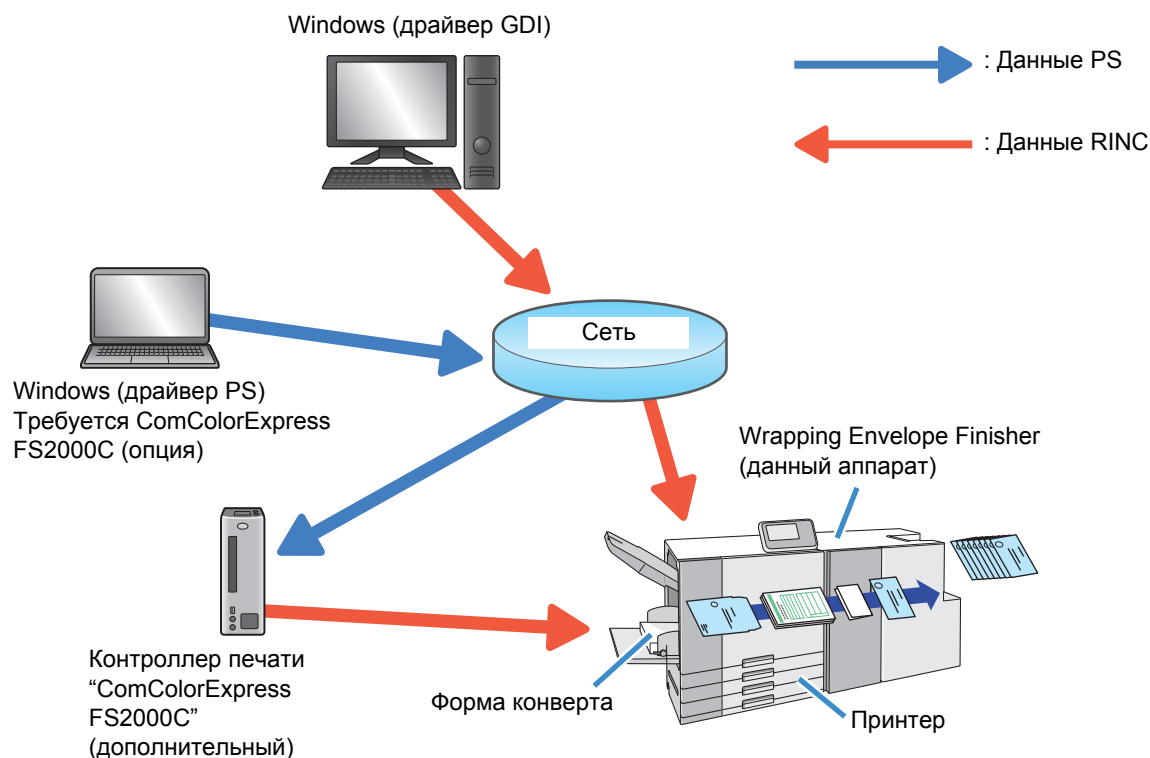 Windows (драйвер GDI)
: Данные PS
: Данные RINC
Сеть
Windows (драйвер PS)
Требуется ComColorExpress
FS2000C (опция)
Wrapping Envelope Finisher
(данный аппарат)
Контроллер печати
“ComColorExpress
FS2000C”
(дополнительный)
Форма конверта
Принтер